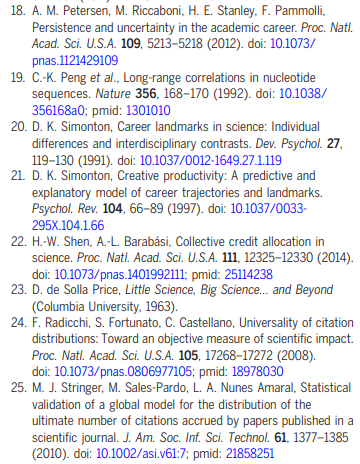 18. A. M. Petersen, M. Riccaboni, H. E. Stanley, F. Pammolli,
Persistence and uncertainty in the academic career. Proc. Natl.
Acad. Sci. U.S.A. 109, 5213–5218 (2012). doi: 10.1073/
pnas.1121429109
19. C.-K. Peng et al., Long-range correlations in nucleotide
sequences. Nature 356, 168–170 (1992). doi: 10.1038/
356168a0; pmid: 1301010
20. D. K. Simonton, Career landmarks in science: Individual
differences and interdisciplinary contrasts. Dev. Psychol. 27,
119–130 (1991). doi: 10.1037/0012-1649.27.1.119
21. D. K. Simonton, Creative productivity: A predictive and
explanatory model of career trajectories and landmarks.
Psychol. Rev. 104, 66–89 (1997). doi: 10.1037/0033-
295X.104.1.66
22. H.-W. Shen, A.-L. Barabási, Collective credit allocation in
science. Proc. Natl. Acad. Sci. U.S.A. 111, 12325–12330 (2014).
doi: 10.1073/pnas.1401992111; pmid: 25114238
23. D. de Solla Price, Little Science, Big Science... and Beyond
(Columbia University, 1963).
24. F. Radicchi, S. Fortunato, C. Castellano, Universality of citation
distributions: Toward an objective measure of scientific impact.
Proc. Natl. Acad. Sci. U.S.A. 105, 17268–17272 (2008).
doi: 10.1073/pnas.0806977105; pmid: 18978030
25. M. J. Stringer, M. Sales-Pardo, L. A. Nunes Amaral, Statistical
validation of a global model for the distribution of the
ultimate number of citations accrued by papers published in a
scientific journal. J. Am. Soc. Inf. Sci. Technol. 61, 1377–1385
(2010). doi: 10.1002/asi.v61:7; pmid: 21858251